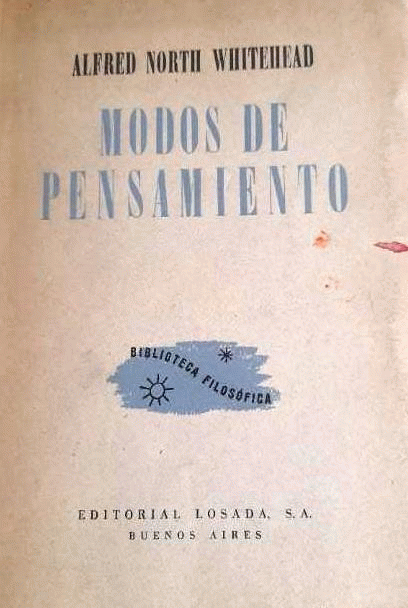 ALFRED NORTH WHITEHEAD
MODOS DE
PENSAMIENTO
BIBLIOTECA FILOSÓFICA
EDITORIAL LOSADA, S.A.
BUENOS AIRES